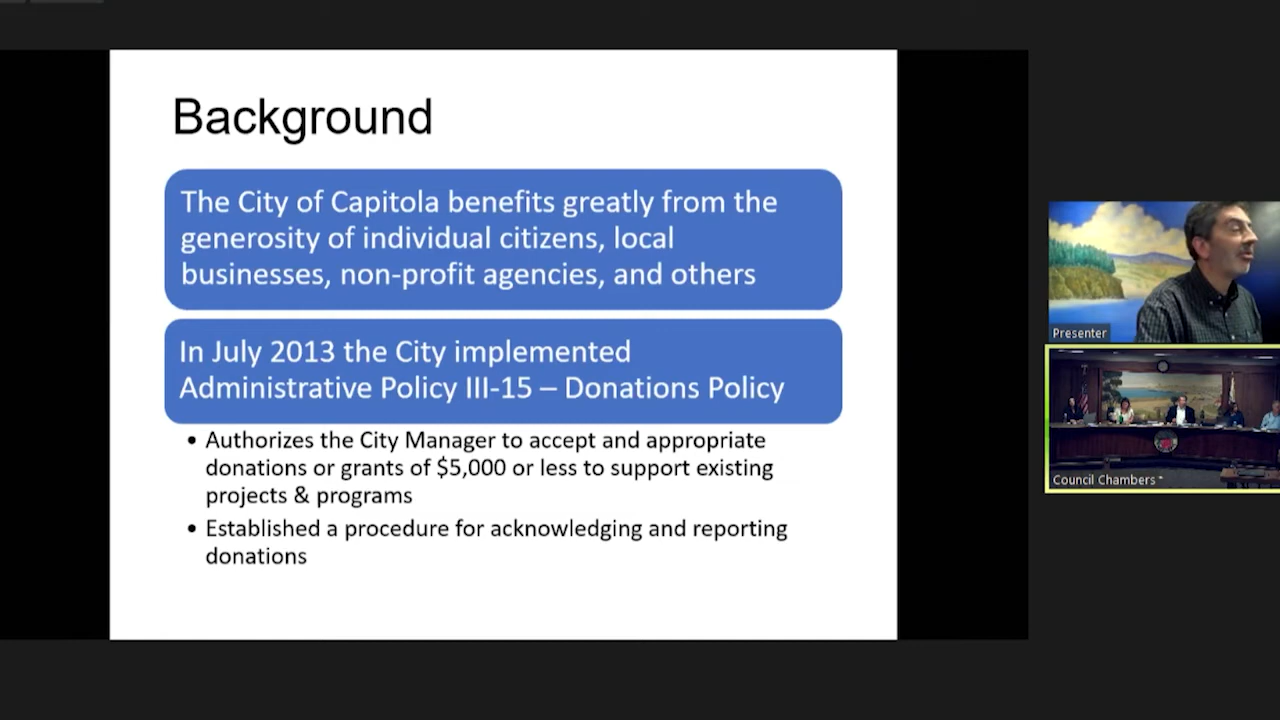 Background
The City of Capitola benefits greatly from the
generosity of individual citizens, local
businesses, non-profit agencies, and others
In July 2013 the City implemented
Administrative Policy III-15 – Donations Policy
• Authorizes the City Manager to accept and appropriate
donations or grants of $5,000 or less to support existing
projects & programs
• Established a procedure for acknowledging and reporting
donations
Presenter
Council Chambers *